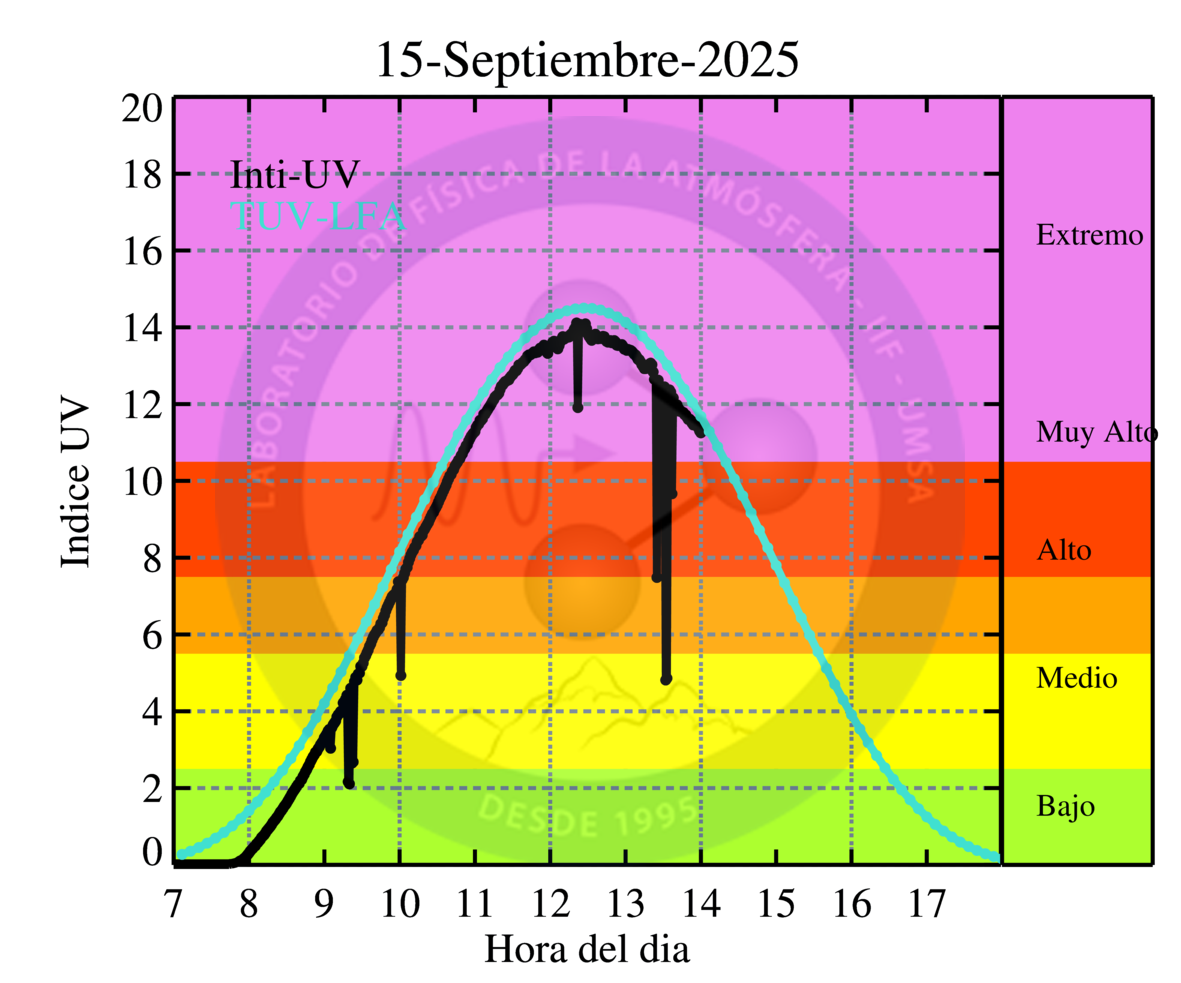 15-Septiembre-2025
Indice UV
20
18
16
14
12
10
8
6
4
2
0
Inti-UV
TUV-LFA
LABORATORIO DE FÍSICA DE LA ATMÓSFERA - IIF - UMSA
DESDE 1995
Extremo
Muy Alto
Alto
Medio
Bajo
7 8 9 10 11 12 13 14 15 16 17
Hora del dia